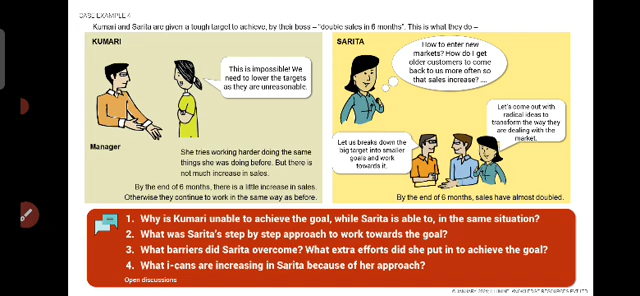 CASE EXAMPLE 4
Kumari and Sarita are given a tough target to achieve, by their boss – "double sales in 6 months". This is what they do –
KUMARI
This is impossible! We
need to lower the targets
as they are unreasonable.
Manager
She tries working harder doing the same
things she was doing before. But there is
not much increase in sales.
By the end of 6 months, there is a little increase in sales.
Otherwise they continue to work in the same way as before.
SARITA
How to enter new
markets? How do I get
older customers to come
back to us more often so
that sales increase? ....
Let's come out with
radical ideas to
transform the way they
are dealing with the
market.
Let us breaks down the
big target into smaller
goals and work
towards it.
By the end of 6 months, sales have almost doubled.
1. Why is Kumari unable to achieve the goal, while Sarita is able to, in the same situation?
2. What was Sarita's step by step approach to work towards the goal?
3. What barriers did Sarita overcome? What extra efforts did she put in to achieve the goal?
4. What i-cans are increasing in Sarita because of her approach?
Open discussions
KNOWLEDGE RESOURCES PVT LTD